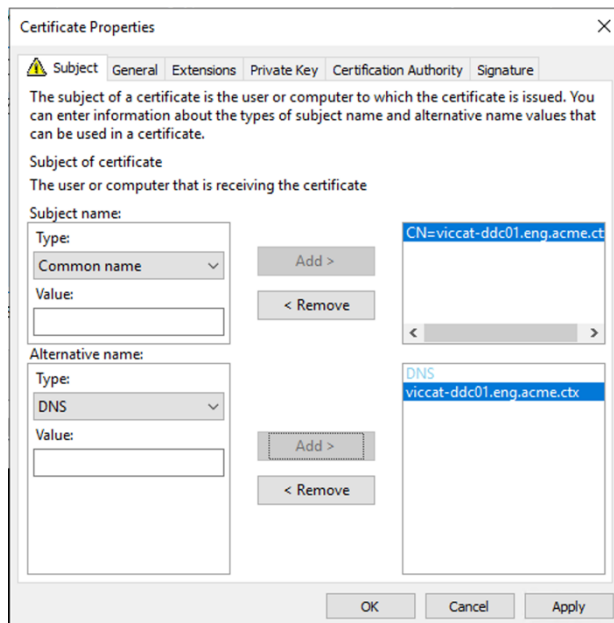 Certificate Properties
Subject
General
Extensions
Private Key
Certification Authority
Signature
The subject of a certificate is the user or computer to which the certificate is issued. You
can enter information about the types of subject name and alternative name values that
can be used in a certificate.
Subject of certificate
The user or computer that is receiving the certificate
Subject name:
Type:
Common name
Value:
Add >
< Remove
CN=viccat-ddc01.eng.acme.ct
Alternative name:
Type:
DNS
Value:
Add >
< Remove
DNS
viccat-ddc01.eng.acme.ctx
OK
Cancel
Apply